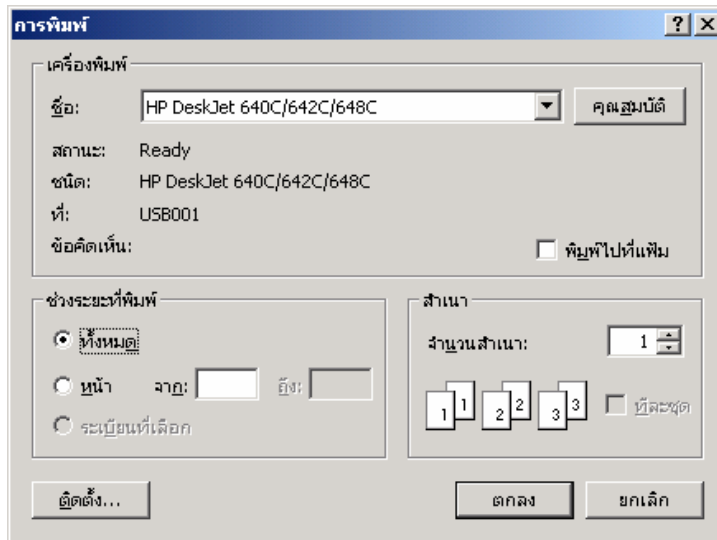 การพิมพ์
เครื่องพิมพ์
ชื่อ: HP DeskJet 640C/642C/648C คุณสมบัติ
สถานะ: Ready
ชนิด: HP DeskJet 640C/642C/648C
ที่: USB001
ข้อคิดเห็น: พิมพ์ไปที่แฟ้ม
ช่วงระยะที่พิมพ์
ทั้งหมด
หน้า จาก: ถึง:
ระเบียนที่เลือก
สำเนา
จำนวนสำเนา: 1
1 1 2 2 3 3 ทีละชุด
ติดตั้ง... ตกลง ยกเลิก